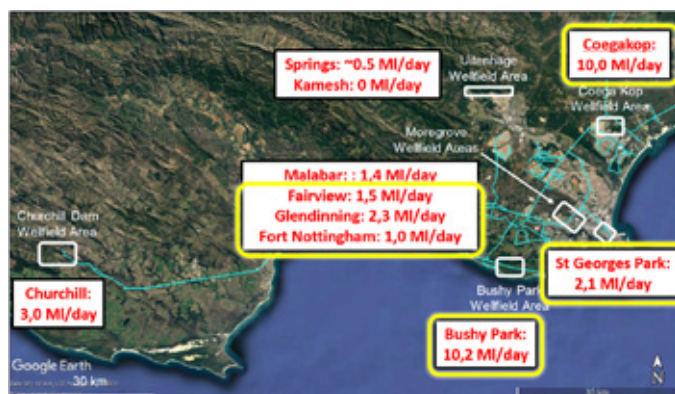 Coegakop:
10,0 Ml/day
Springs: ~0.5 Ml/day
Kamesh: 0 Ml/day
Uitenhage
Wellfield Area
Coega Kop
Wellfield Area
Moregrove
Wellfield Areas
Malabar: : 1,4 Ml/day
Fairview: 1,5 Ml/day
Glendinning: 2,3 Ml/day
Fort Nottingham: 1,0 Ml/day
Churchill Dam
Wellfield Area
Churchill:
3,0 Ml/day
St Georges Park:
2,1 Ml/day
Bushy Park
Wellfield Area
Bushy Park:
10,2 Ml/day
Google Earth
30 km
N